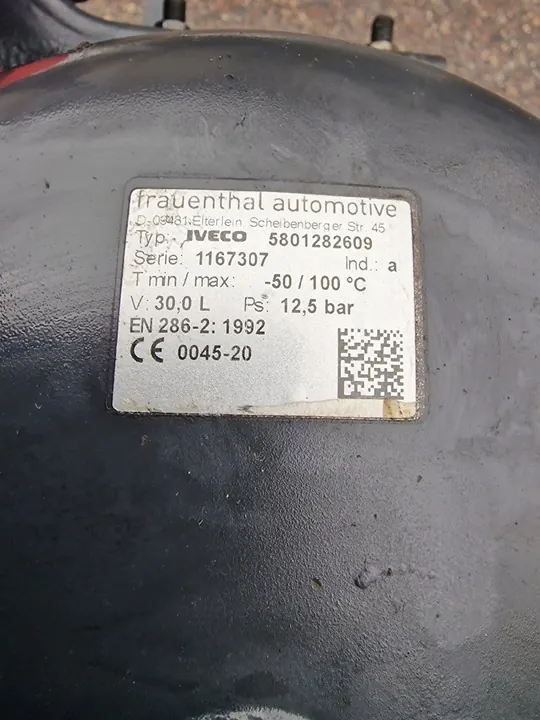 frauenthal automotive
D-09481 Elterlein Scheibenberger Str. 45
Typ.- IVECO 5801282609
Serie: 1167307 Ind.: a
T min / max: -50 / 100 °C
V: 30,0 L Ps: 12,5 bar
EN 286-2: 1992
CE 0045-20